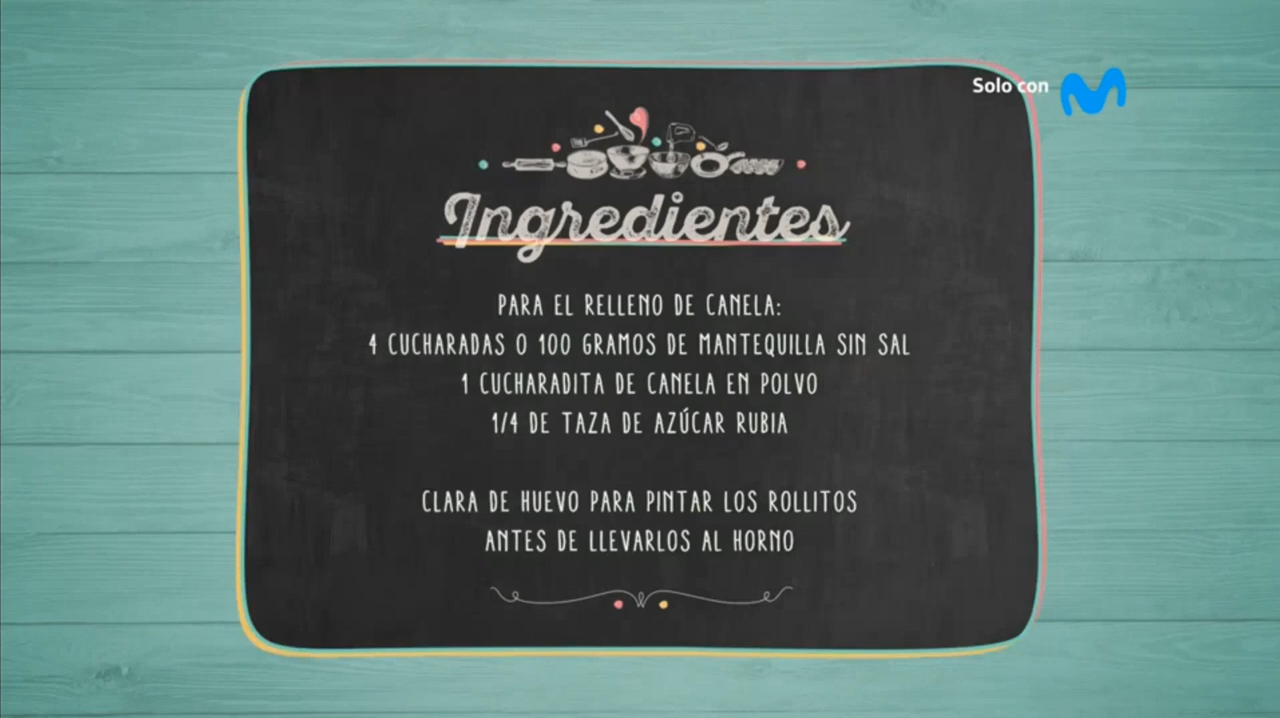 Solo con
Ingredientes
PARA EL RELLENO DE CANELA:
4 CUCHARADAS O 100 GRAMOS DE MANTEQUILLA SIN SAL
1 CUCHARADITA DE CANELA EN POLVO
1/4 DE TAZA DE AZÚCAR RUBIA
CLARA DE HUEVO PARA PINTAR LOS ROLLITOS
ANTES DE LLEVARLOS AL HORNO